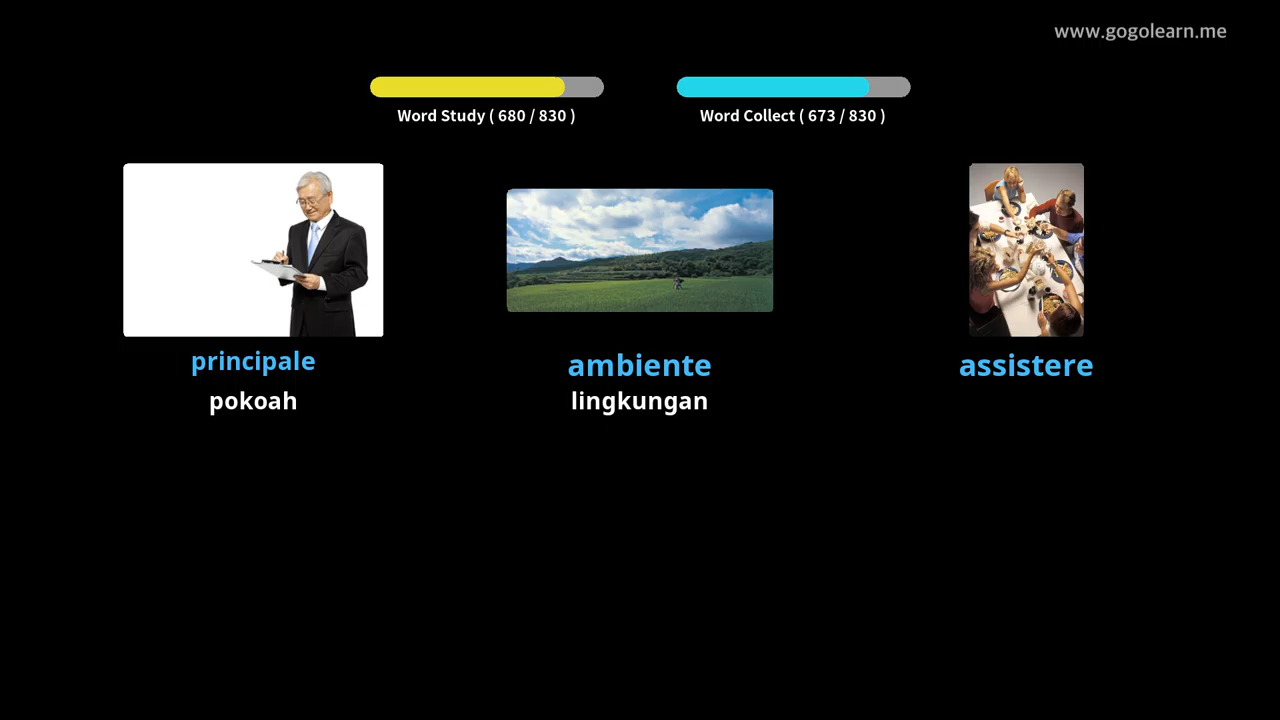 www.gogolearn.me
Word Study ( 680 / 830 )
Word Collect ( 673 / 830 )
principale
ambiente
assistere
pokoah
lingkungan